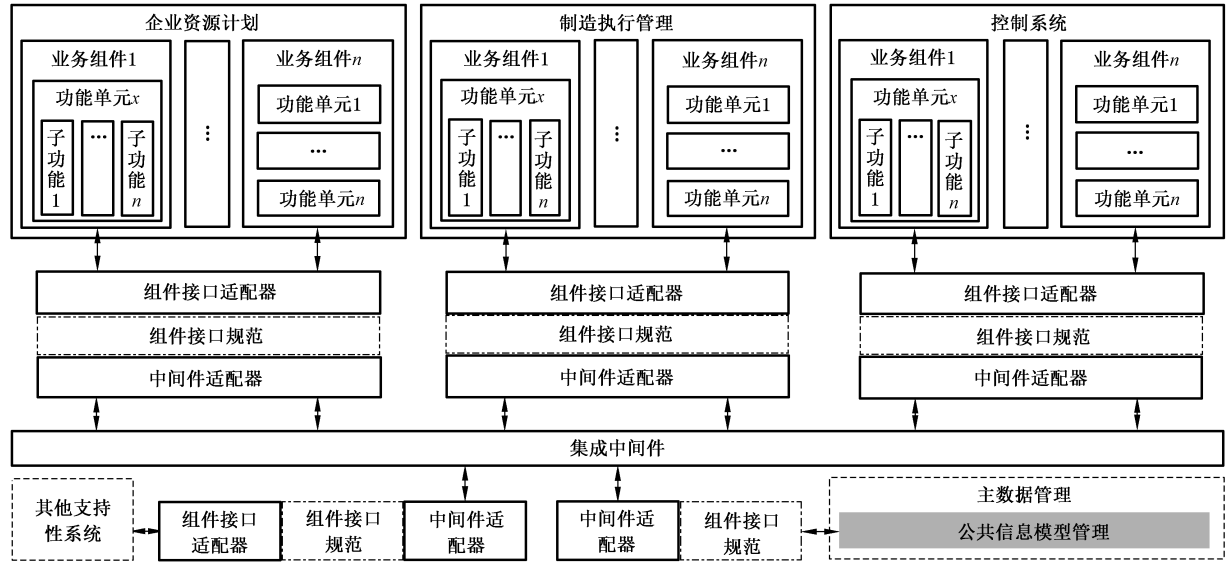 企业资源计划
业务组件1
功能单元x
子功能1
...
子功能n
...
业务组件n
功能单元1
...
功能单元n
制造执行管理
业务组件1
功能单元x
子功能1
...
子功能n
...
业务组件n
功能单元1
...
功能单元n
控制系统
业务组件1
功能单元x
子功能1
...
子功能n
...
业务组件n
功能单元1
...
功能单元n
组件接口适配器
组件接口规范
中间件适配器
组件接口适配器
组件接口规范
中间件适配器
组件接口适配器
组件接口规范
中间件适配器
集成中间件
其他支持
性系统
组件接口
适配器
组件接口
规范
中间件适
配器
中间件适
配器
组件接口
规范
主数据管理
公共信息模型管理